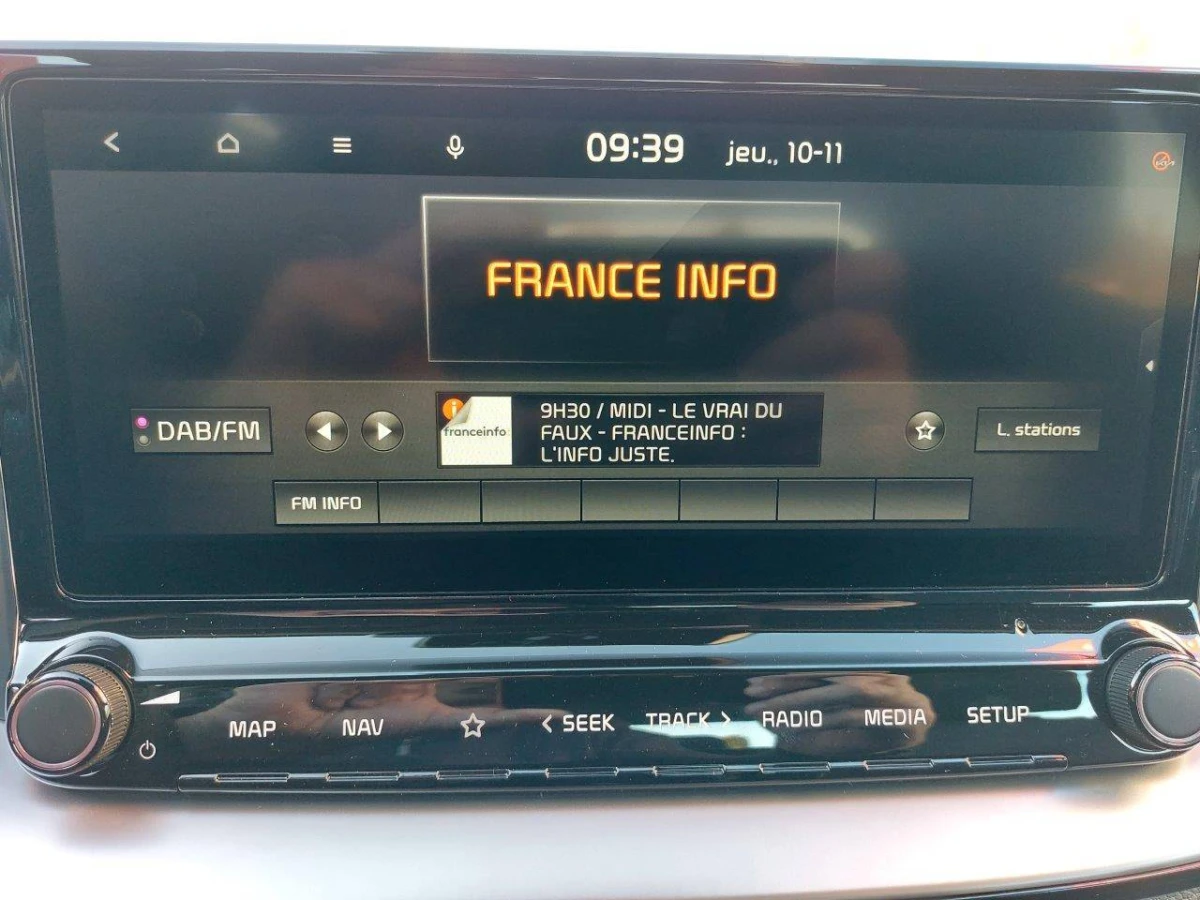 09:39 jeu., 10-11
FRANCE INFO
DAB/FM
franceinfo:
9H30 / MIDI - LE VRAI DU
FAUX - FRANCEINFO :
L'INFO JUSTE.
L. stations
FM INFO
MAP NAV < SEEK TRACK > RADIO MEDIA SETUP